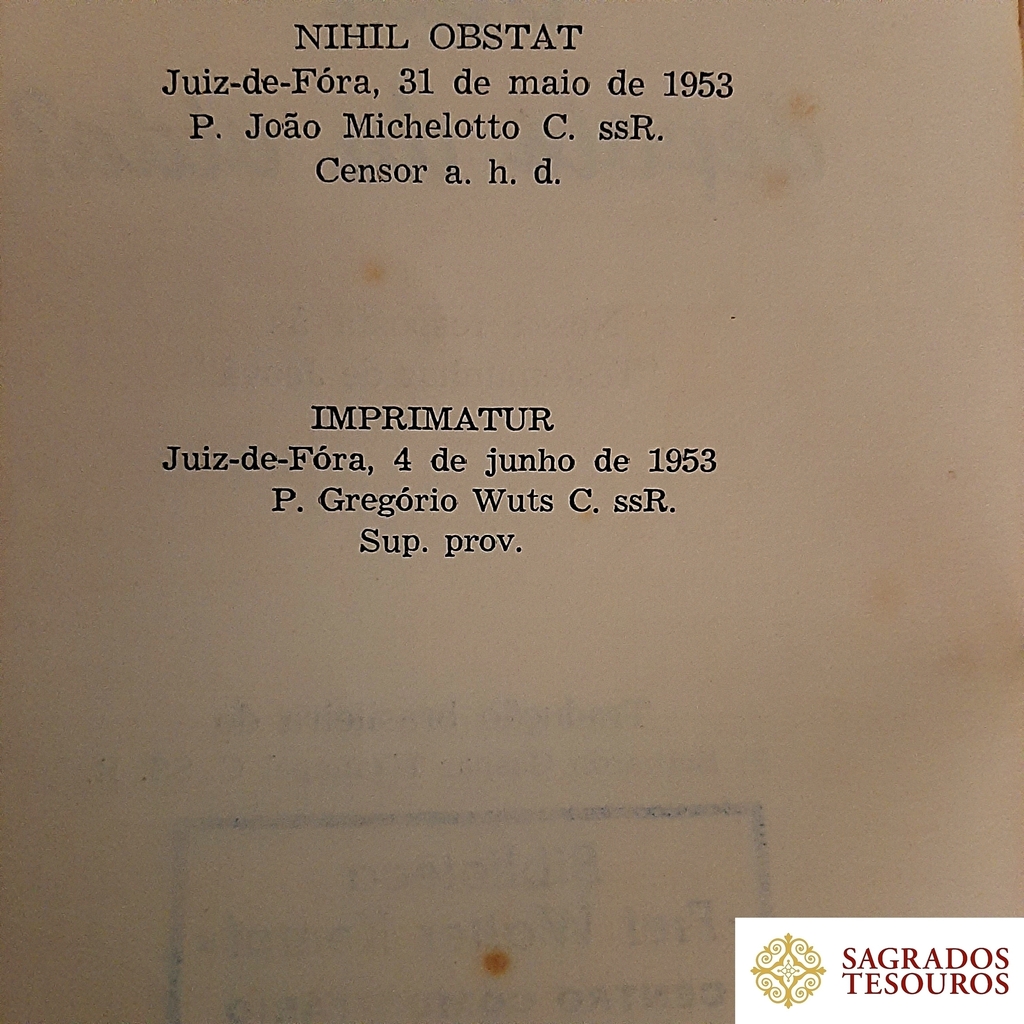 NIHIL OBSTAT
Juiz-de-Fóra, 31 de maio de 1953
P. João Michelotto C. ssR.
Censor a. h. d.
IMPRIMATUR
Juiz-de-Fóra, 4 de junho de 1953
P. Gregório Wuts C. ssR.
Sup. prov.
SAGRADOS
TESOUROS